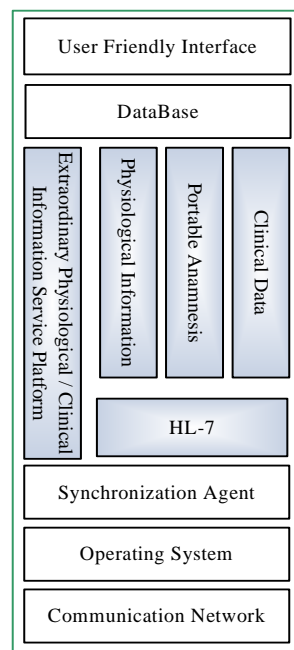 User Friendly Interface
DataBase
Extraordinary Physiological / Clinical
Information Service Platform
Physiological Information
Portable Anamnesis
Clinical Data
HL-7
Synchronization Agent
Operating System
Communication Network